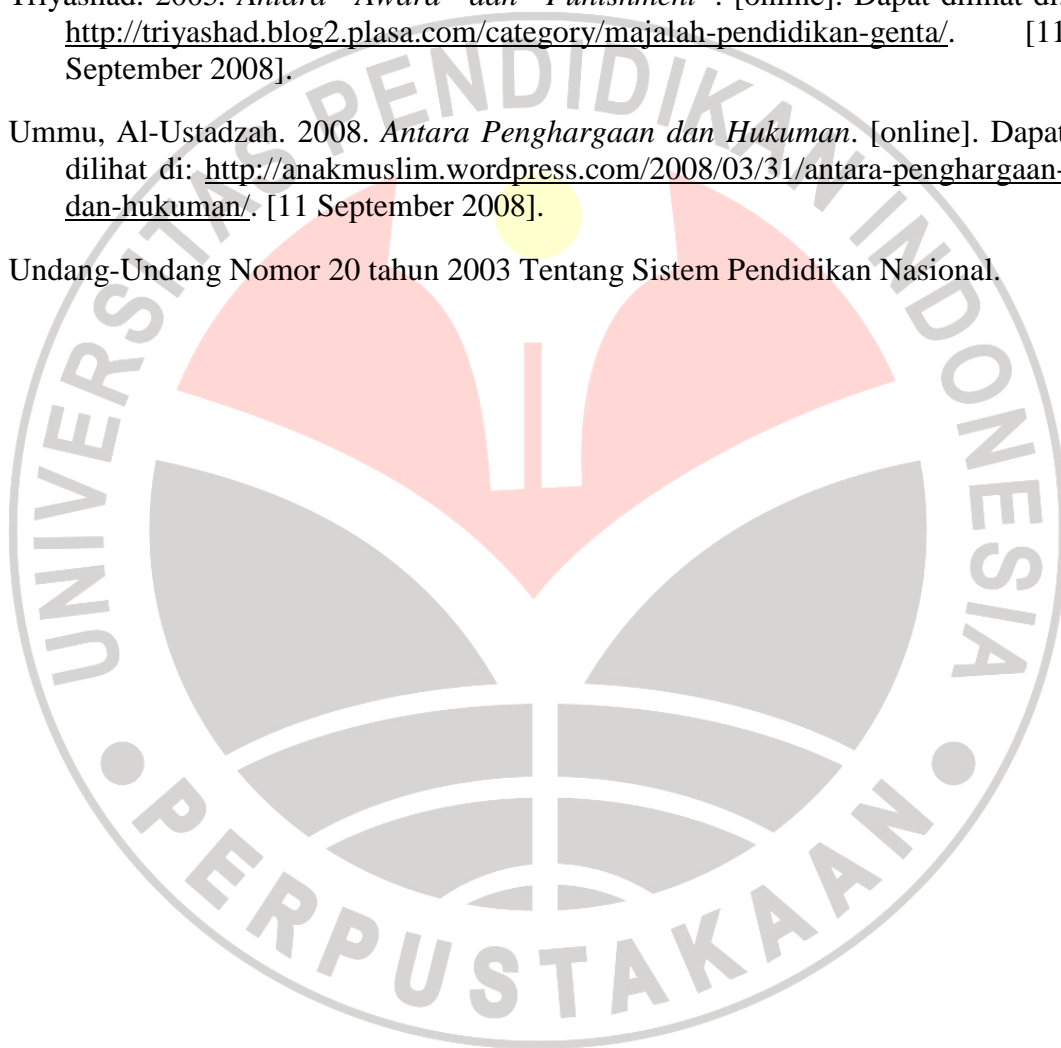 Triyashad. 2005. Antara "Award" dan "Punishment". [online]. Dapat dilihat di:
http://triyashad.blog2.plasa.com/category/majalah-pendidikan-genta/. [11
September 2008].
Ummu, Al-Ustadzah. 2008. Antara Penghargaan dan Hukuman. [online]. Dapat
dilihat di: http://anakmuslim.wordpress.com/2008/03/31/antara-penghargaan-
dan-hukuman/. [11 September 2008].
Undang-Undang Nomor 20 tahun 2003 Tentang Sistem Pendidikan Nasional.
UNIVERSITAS PENDIDIKAN INDONESIA
PERPUSTAKAAN